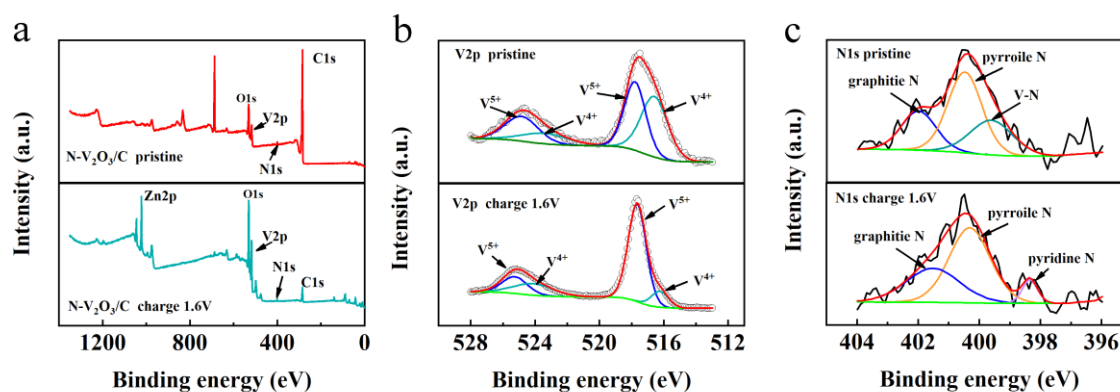 a
C1s
O1s
V2p
N1s
N-V₂O₃/C pristine
Zn2p
O1s
V2p
N1s
C1s
N-V₂O₃/C charge 1.6V
Intensity (a.u.)
1200 800 400 0
Binding energy (eV)
b
V2p pristine
V⁵⁺
V⁴⁺
V⁵⁺
V⁴⁺
V2p charge 1.6V
V⁵⁺
V⁵⁺
V⁴⁺
V⁴⁺
Intensity (a.u.)
528 524 520 516 512
Binding energy (eV)
c
N1s pristine
pyrroile N
graphitie N
V-N
N1s charge 1.6V
pyrroile N
graphitie N
pyridine N
Intensity (a.u.)
404 402 400 398 396
Binding energy (eV)